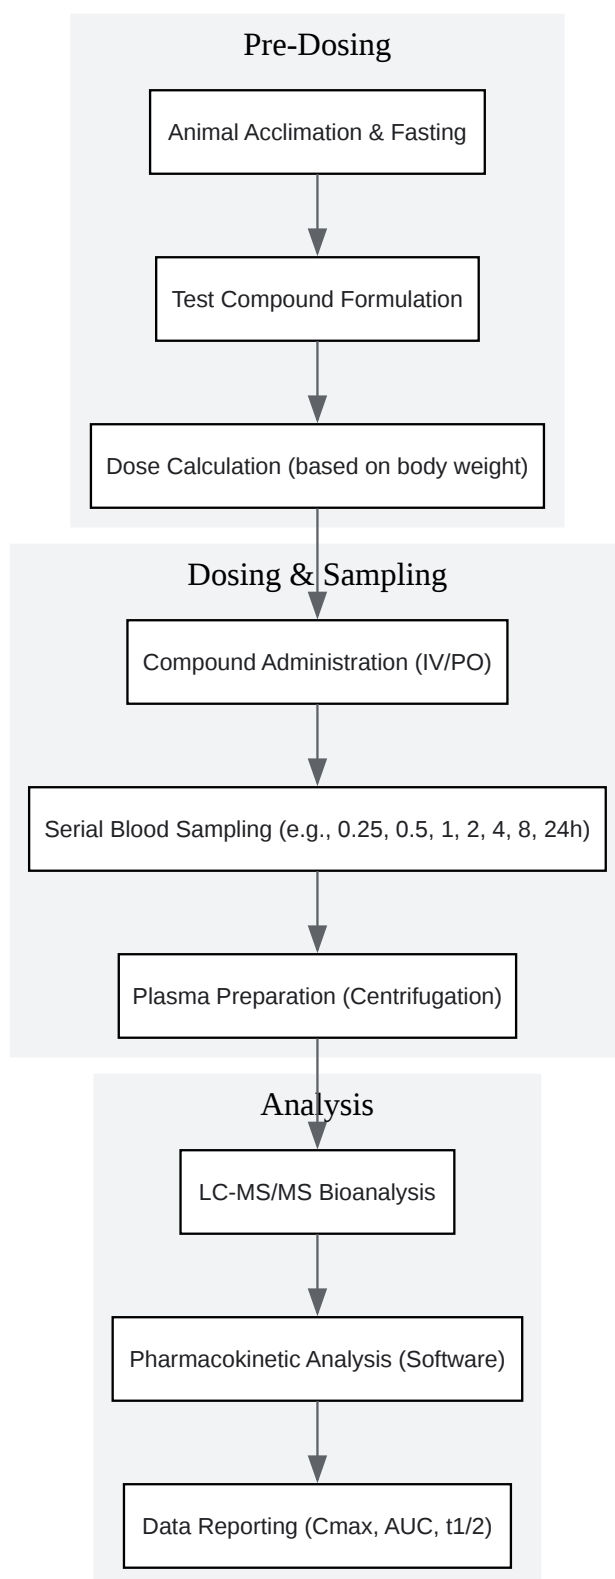 Pre-Dosing
Animal Acclimation & Fasting
Test Compound Formulation
Dose Calculation (based on body weight)
Dosing & Sampling
Compound Administration (IV/PO)
Serial Blood Sampling (e.g., 0.25, 0.5, 1, 2, 4, 8, 24h)
Plasma Preparation (Centrifugation)
Analysis
LC-MS/MS Bioanalysis
Pharmacokinetic Analysis (Software)
Data Reporting (Cmax, AUC, t1/2)